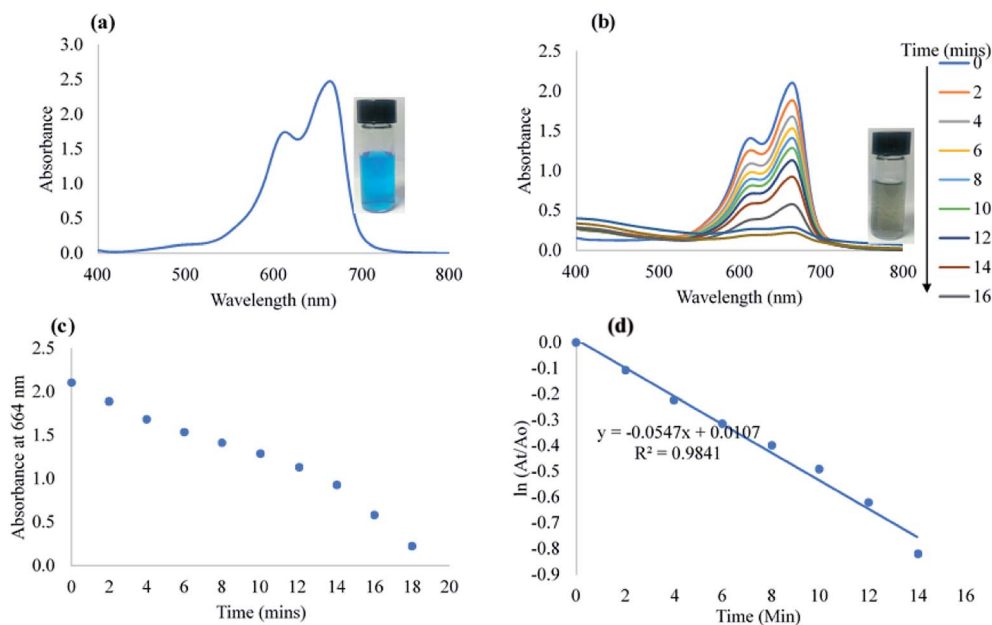 (a)
3.0
2.5
2.0
1.5
1.0
0.5
0.0
Absorbance
400 500 600 700 800
Wavelength (nm)
(b)
2.5
2.0
1.5
1.0
0.5
0.0
Absorbance
400 500 600 700 800
Wavelength (nm)
Time (mins)
0
2
4
6
8
10
12
14
16
(c)
2.5
2.0
1.5
1.0
0.5
0.0
Absorbance at 664 nm
0 2 4 6 8 10 12 14 16 18 20
Time (mins)
(d)
0.0
-0.1
-0.2
-0.3
-0.4
-0.5
-0.6
-0.7
-0.8
-0.9
ln (At/Ao)
y = -0.0547x + 0.0107
R² = 0.9841
0 2 4 6 8 10 12 14 16
Time (Min)